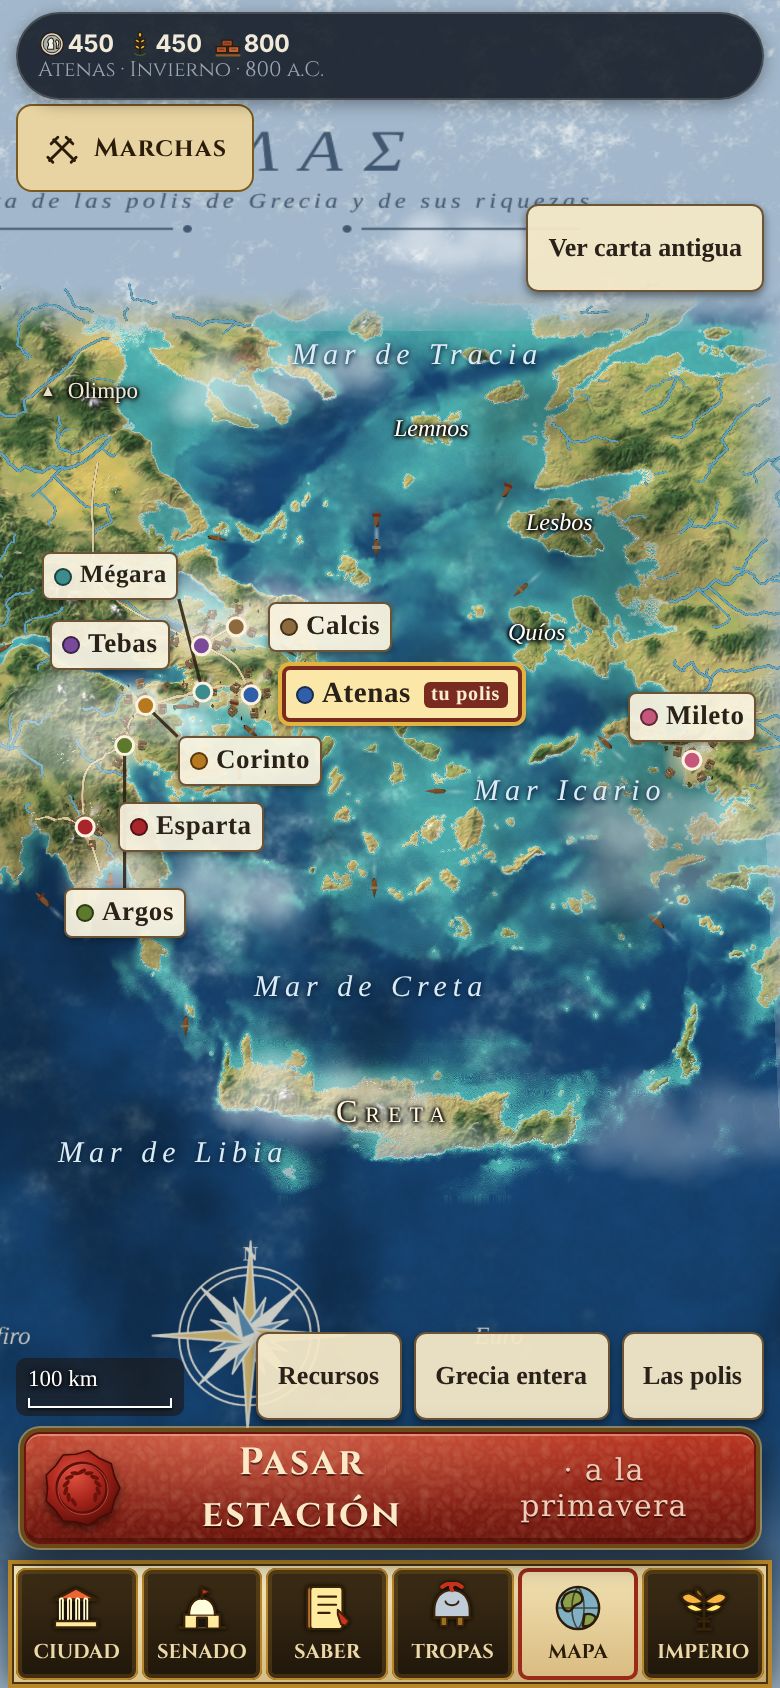 450 450 800
Atenas · Invierno · 800 a.C.
Marchas
Μ Α Σ
de las polis de Grecia y de sus riquezas
Ver carta antigua
Mar de Tracia
Olimpo
Lemnos
Lesbos
Mégara
Calcis
Tebas
Quíos
Atenas tu polis
Mileto
Corinto
Mar Icario
Esparta
Argos
Mar de Creta
Creta
Mar de Libia
N
Euro
100 km
Recursos
Grecia entera
Las polis
Pasar estación
· a la primavera
CIUDAD
SENADO
SABER
TROPAS
MAPA
IMPERIO